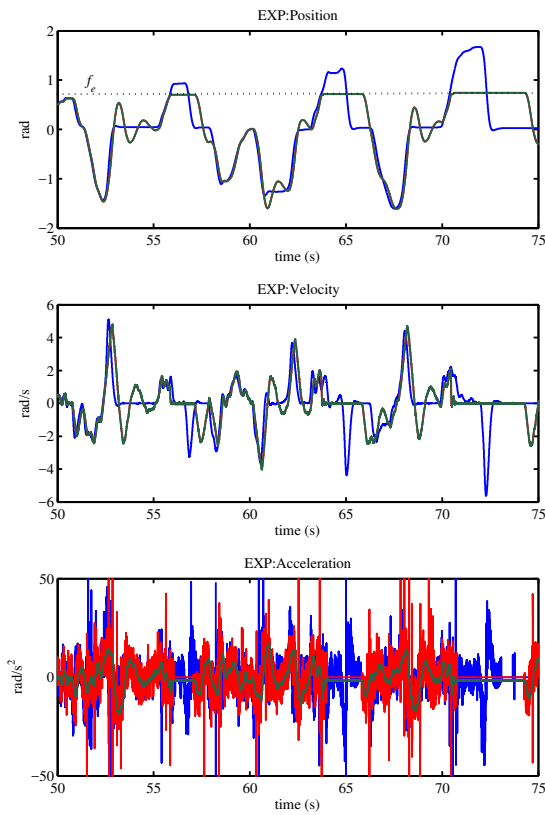 EXP:Position
2
1
0
−1
−2
rad
f_e
50 55 60 65 70 75
time (s)
EXP:Velocity
6
4
2
0
−2
−4
−6
rad/s
50 55 60 65 70 75
time (s)
EXP:Acceleration
50
0
−50
rad/s²
50 55 60 65 70 75
time (s)